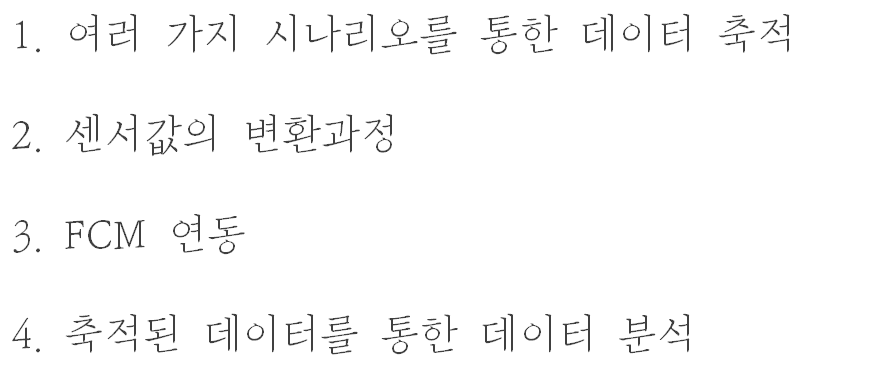 1. 여러 가지 시나리오를 통한 데이터 축적
2. 센서값의 변환과정
3. FCM 연동
4. 축적된 데이터를 통한 데이터 분석